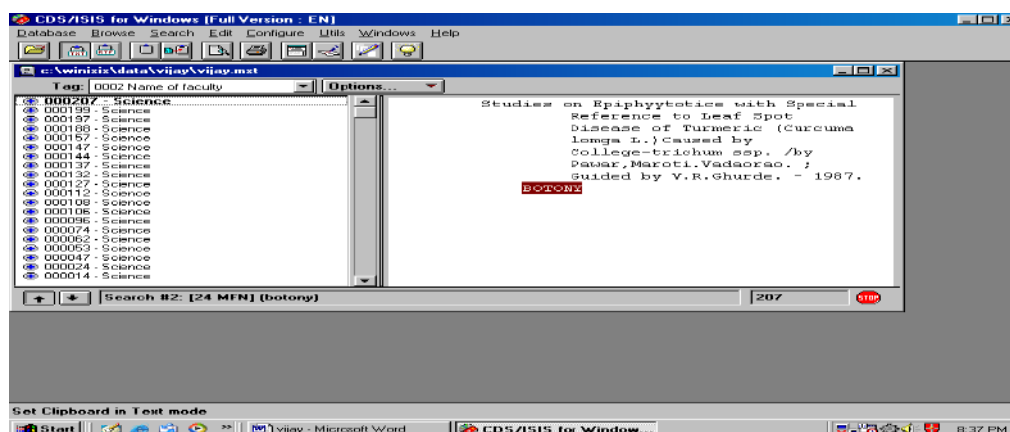 CDS/ISIS for Windows (Full Version : EN)
Database Browse Search Edit Configure Utils Windows Help
c:\winisis\data\vijay\vijay.mst
Tag: 0002 Name of faculty Options...
000207 - Science
000199 - Science
000197 - Science
000188 - Science
000157 - Science
000147 - Science
000144 - Science
000137 - Science
000132 - Science
000127 - Science
000112 - Science
000108 - Science
000106 - Science
000096 - Science
000074 - Science
000062 - Science
000053 - Science
000047 - Science
000024 - Science
000014 - Science
Studies on Epiphyytotics with Special
Reference to Leaf Spot
Disease of Turmeric (Curcuma
longa L.)Caused by
College-trichum ssp. /by
Pawar,Maroti.Vadaorao. ;
Guided by V.R.Ghurde. - 1987.
BOTONY
Search #2: [24 MFN] (botony) 207 STOP
Set Clipboard in Text mode
Start » vijay - Microsoft Word CDS/ISIS for Window... 8:37 PM